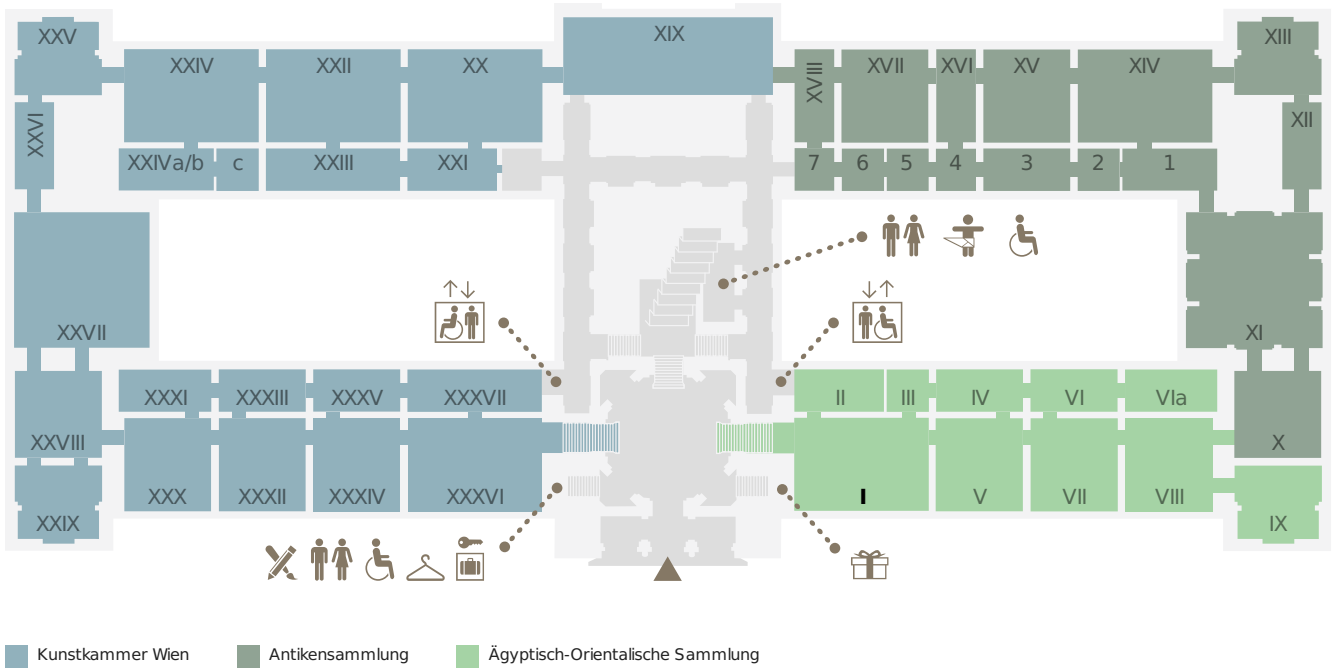 XXV
XIX
XIII
XXIV
XXII
XX
XVIII
XVII
XVI
XV
XIV
XXVI
XII
XXIVa/b
c
XXIII
XXI
7
6
5
4
3
2
1
XXVII
XI
XXXI
XXXIII
XXXV
XXXVII
II
III
IV
VI
VIa
XXVIII
X
XXX
XXXII
XXXIV
XXXVI
I
V
VII
VIII
XXIX
IX
Kunstkammer Wien
Antikensammlung
Ägyptisch-Orientalische Sammlung